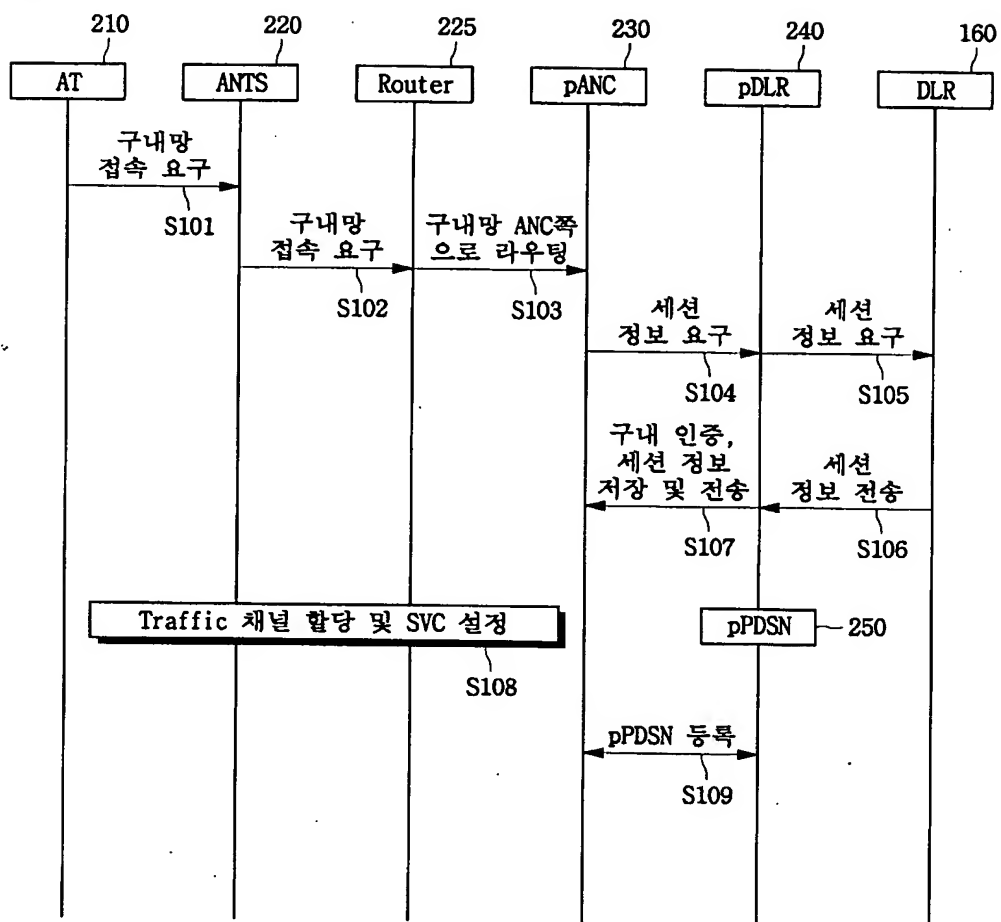 210
220
225
230
240
160
AT
ANTS
Router
pANC
pDLR
DLR
구내망
접속 요구
S101
구내망
접속 요구
S102
구내망 ANC쪽
으로 라우팅
S103
세션
정보 요구
S104
세션
정보 요구
S105
구내 인증,
세션 정보
저장 및 전송
S107
세션
정보 전송
S106
Traffic 채널 할당 및 SVC 설정
S108
pPDSN
250
pPDSN 등록
S109